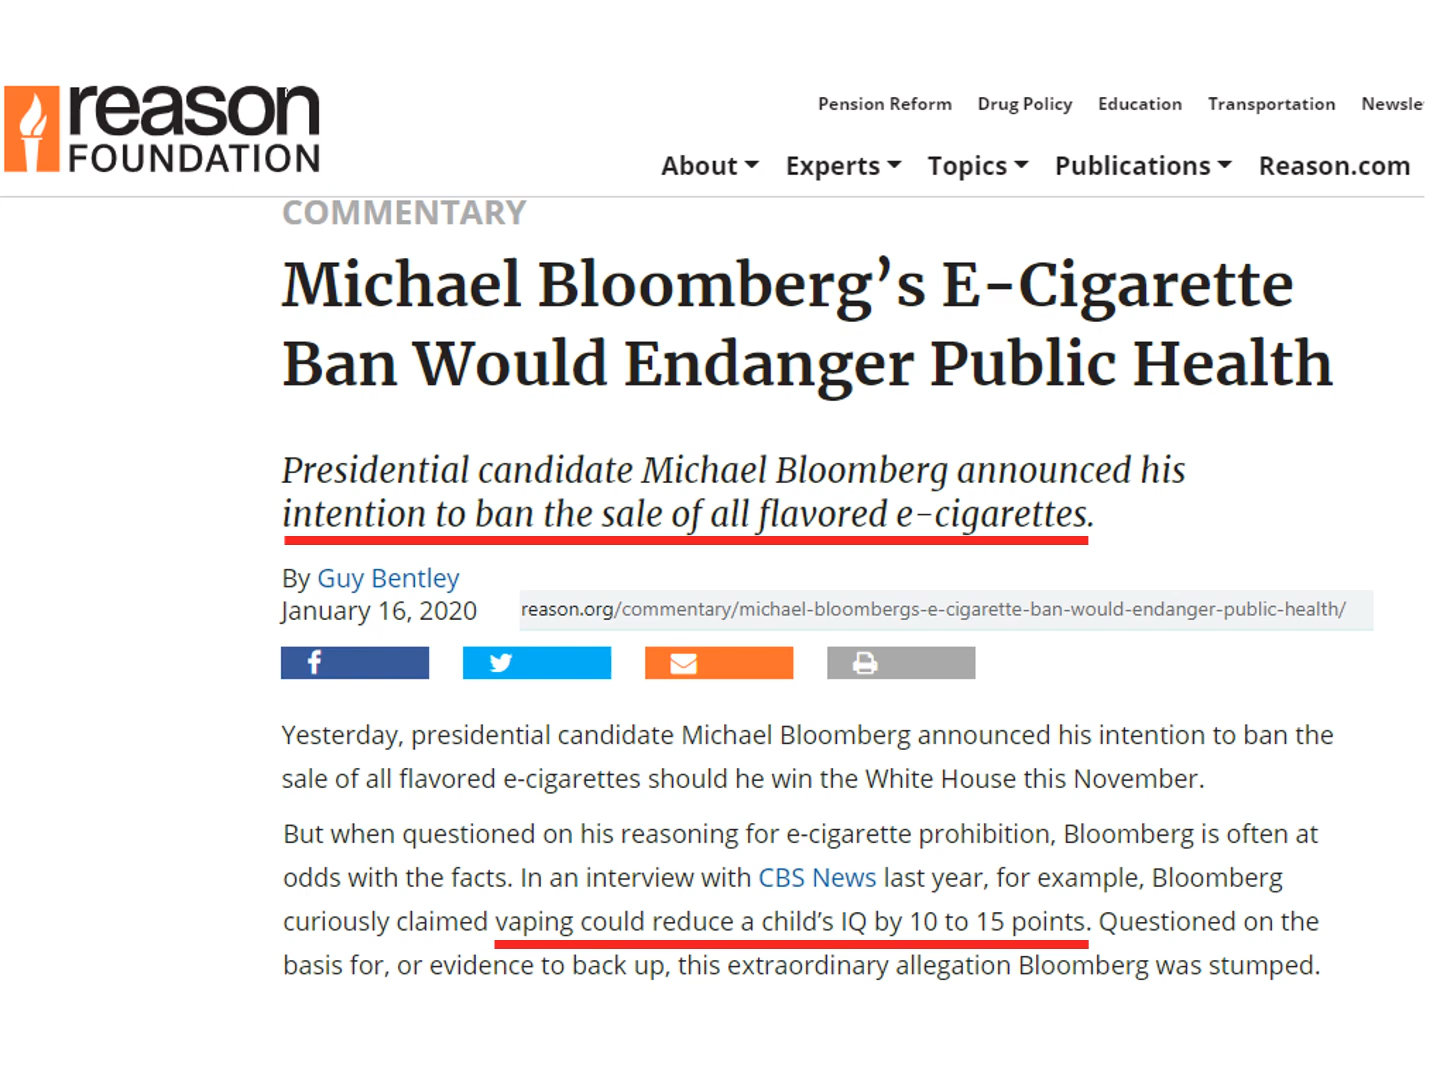 reason
FOUNDATION
Pension Reform Drug Policy Education Transportation Newsle
About Experts Topics Publications Reason.com
COMMENTARY
Michael Bloomberg’s E-Cigarette
Ban Would Endanger Public Health
Presidential candidate Michael Bloomberg announced his
intention to ban the sale of all flavored e-cigarettes.
By Guy Bentley
January 16, 2020
reason.org/commentary/michael-bloombergs-e-cigarette-ban-would-endanger-public-health/
Yesterday, presidential candidate Michael Bloomberg announced his intention to ban the
sale of all flavored e-cigarettes should he win the White House this November.
But when questioned on his reasoning for e-cigarette prohibition, Bloomberg is often at
odds with the facts. In an interview with CBS News last year, for example, Bloomberg
curiously claimed vaping could reduce a child’s IQ by 10 to 15 points. Questioned on the
basis for, or evidence to back up, this extraordinary allegation Bloomberg was stumped.